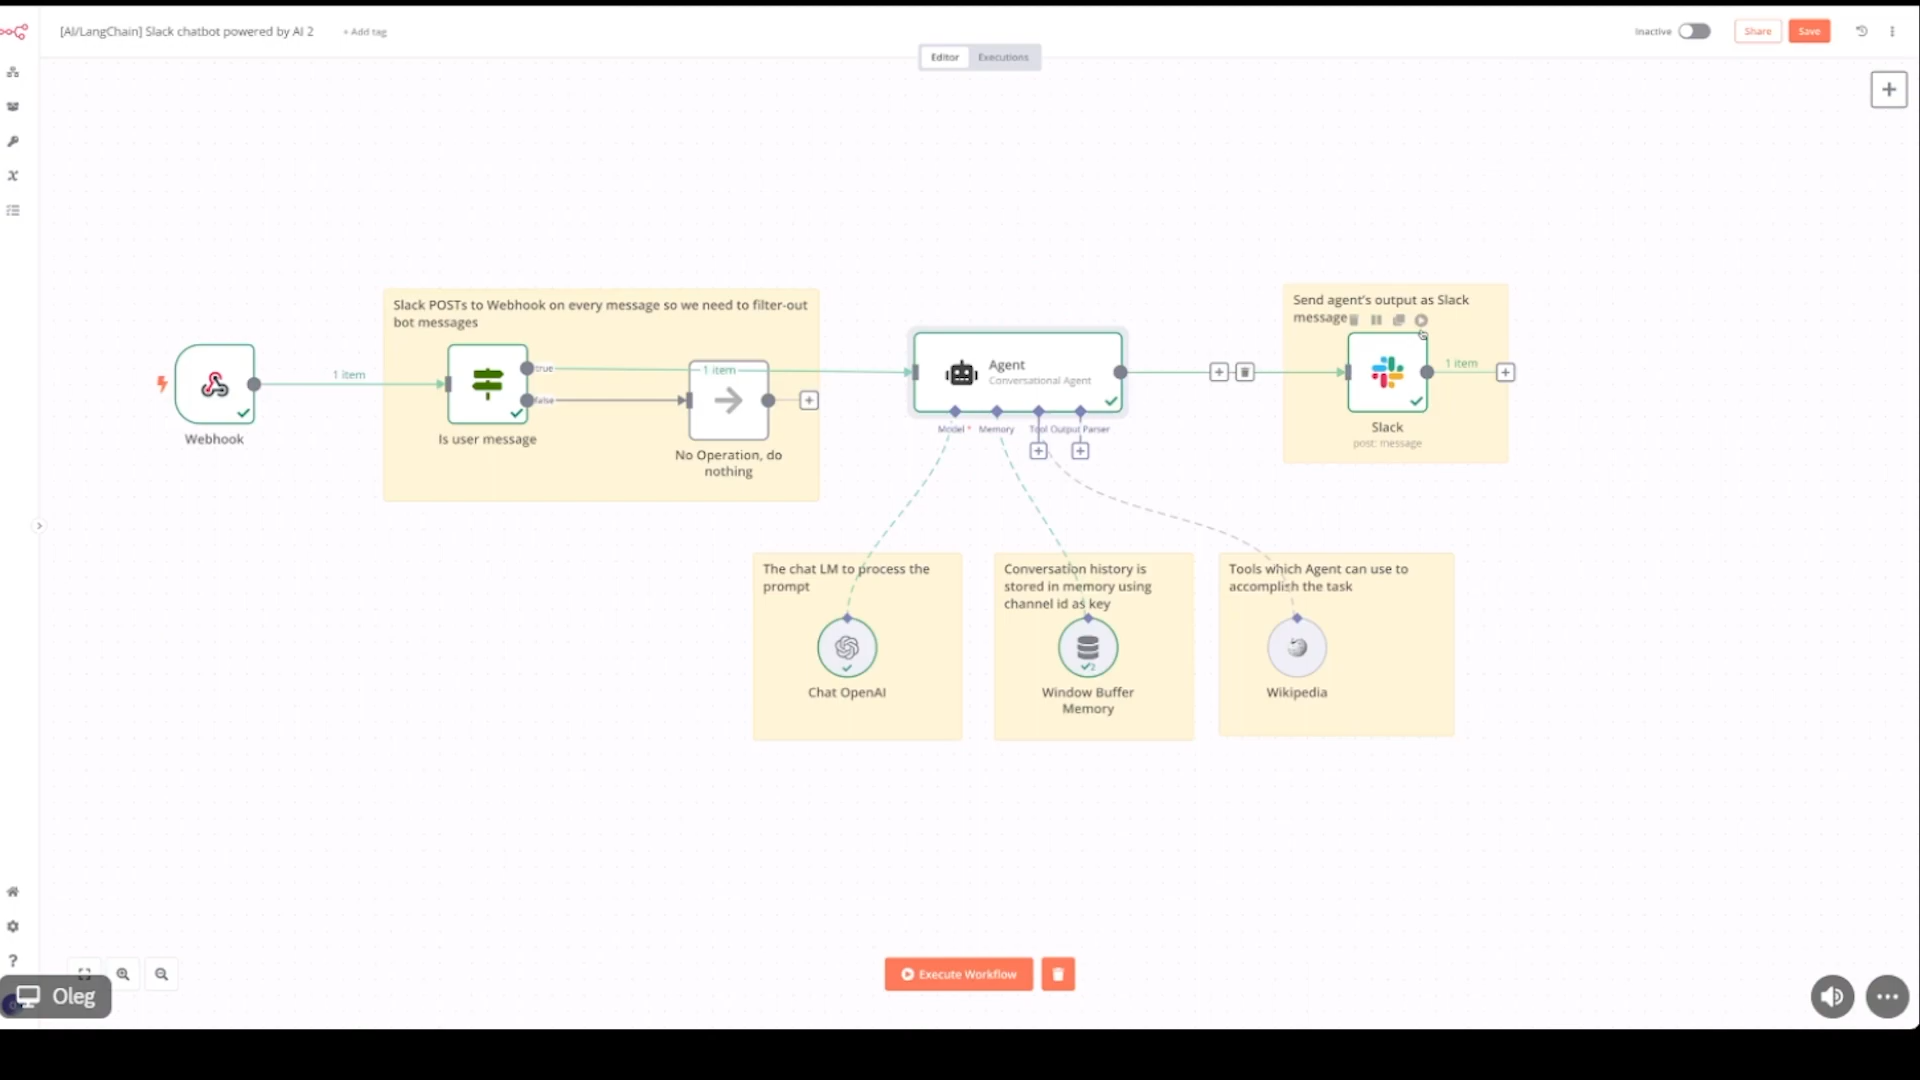 [AI/LangChain] Slack chatbot powered by AI 2
+ Add tag
Inactive
Share
Save
Editor
Executions
Slack POSTs to Webhook on every message so we need to filter-out
bot messages
Send agent's output as Slack
message
1 item
true
1 item
false
Agent
Conversational Agent
1 item
Webhook
Is user message
No Operation, do
nothing
Model *
Memory
Tool
Output Parser
Slack
post: message
The chat LM to process the
prompt
Conversation history is
stored in memory using
channel id as key
Tools which Agent can use to
accomplish the task
2
Chat OpenAI
Window Buffer
Memory
Wikipedia
Execute Workflow
Oleg